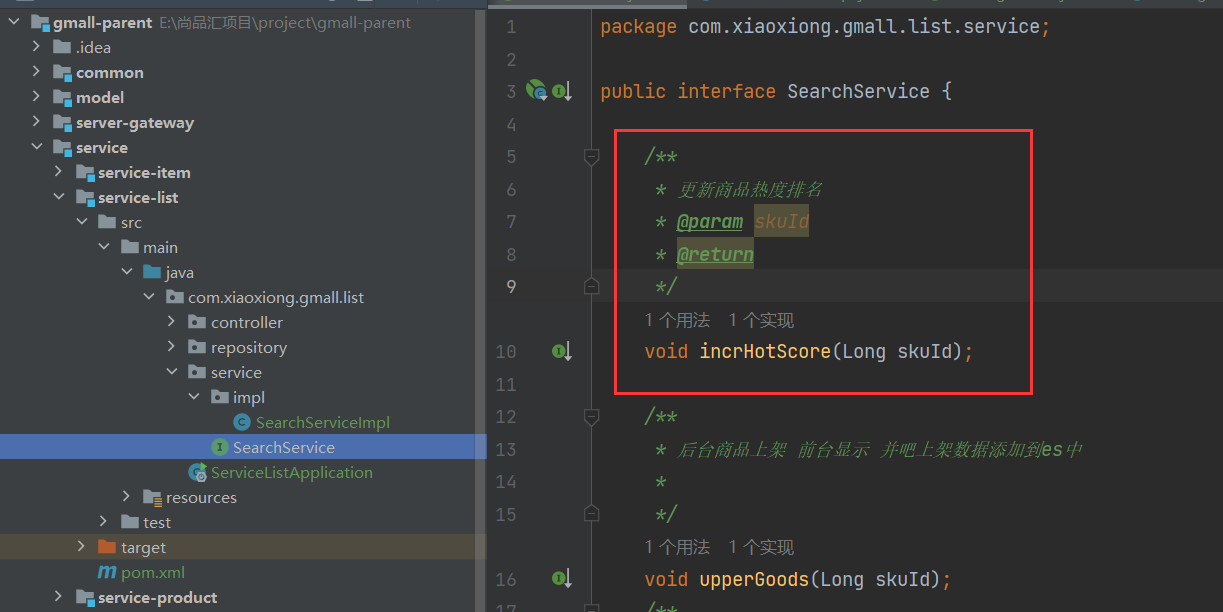 gmall-parent E:\尚品汇项目\project\gmall-parent
.idea
common
model
server-gateway
service
service-item
service-list
src
main
java
com.xiaoxiong.gmall.list
controller
repository
service
impl
SearchServiceImpl
SearchService
ServiceListApplication
resources
test
target
pom.xml
service-product
1 package com.xiaoxiong.gmall.list.service;
2
3 public interface SearchService {
4
5 /**
6 * 更新商品热度排名
7 * @param skuId
8 * @return
9 */
1个用法 1个实现
10 void incrHotScore(Long skuId);
11
12 /**
13 * 后台商品上架 前台显示 并吧上架数据添加到es中
14 *
15 */
1个用法 1个实现
16 void upperGoods(Long skuId);
17 /**